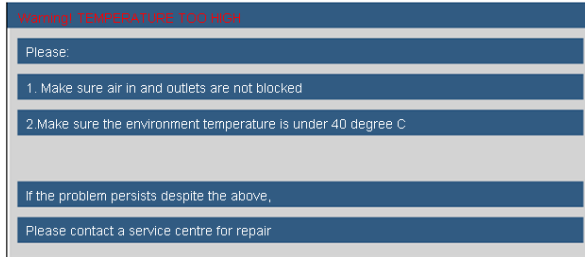 Warning! TEMPERATURE TOO HIGH
Please:
1. Make sure air in and outlets are not blocked
2.Make sure the environment temperature is under 40 degree C
If the problem persists despite the above,
Please contact a service centre for repair